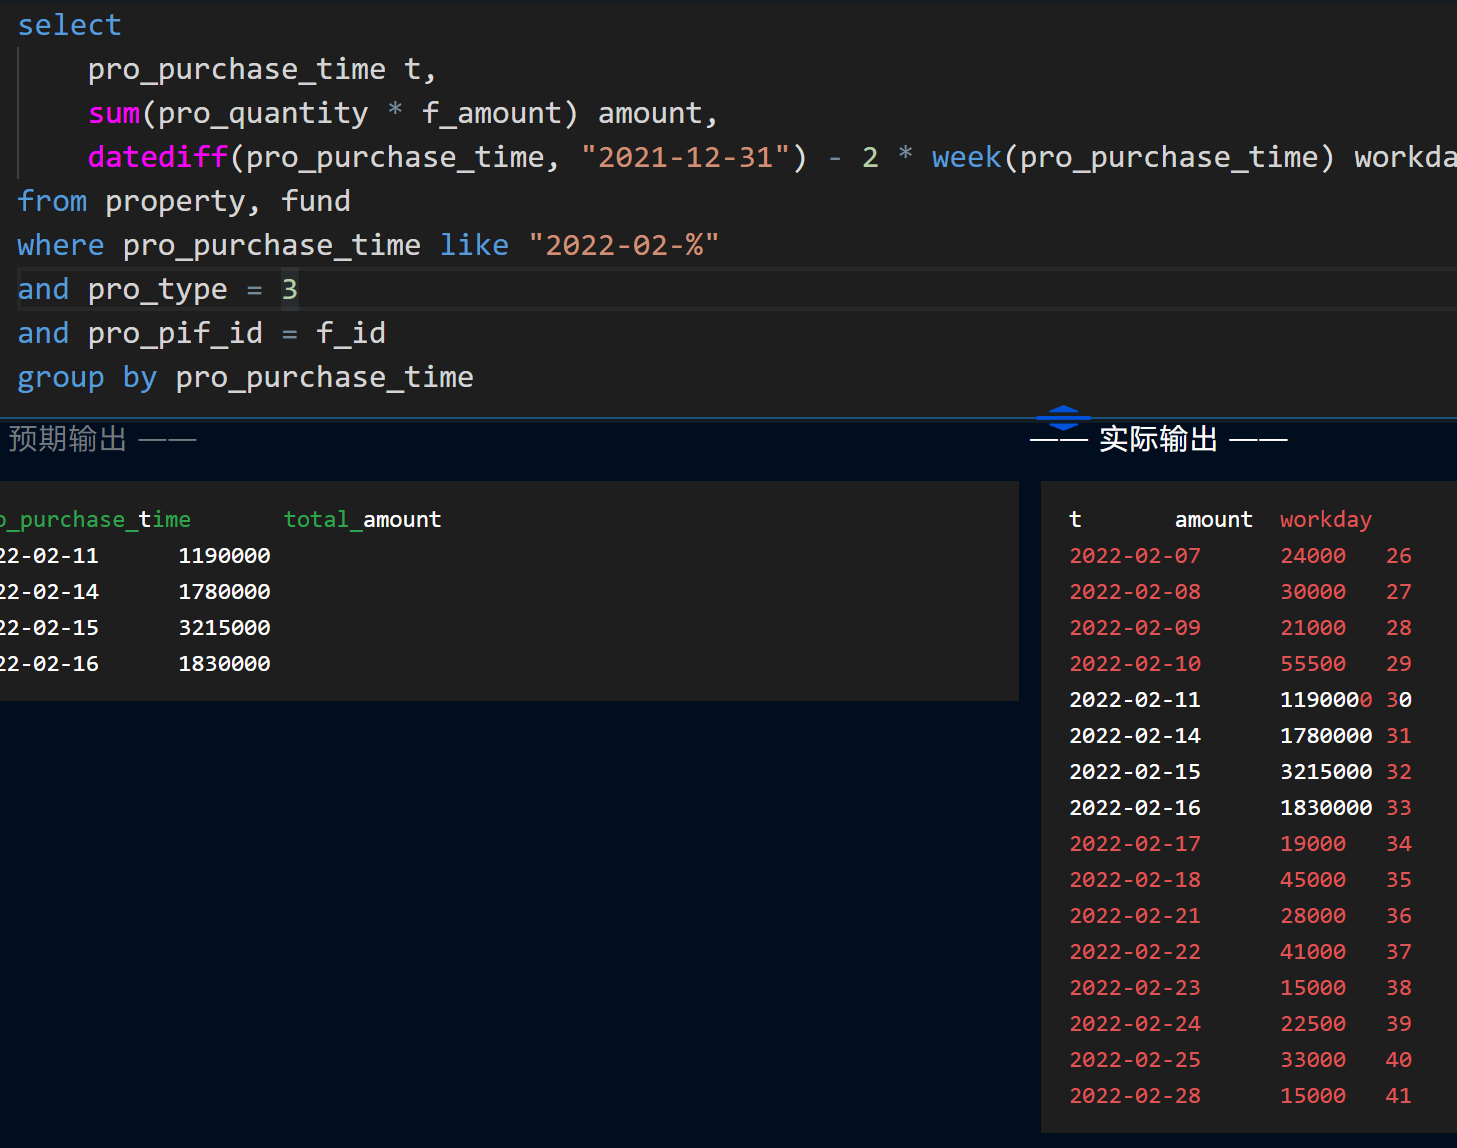 select
pro_purchase_time t,
sum(pro_quantity * f_amount) amount,
datediff(pro_purchase_time, "2021-12-31") - 2 * week(pro_purchase_time) workda
from property, fund
where pro_purchase_time like "2022-02-%"
and pro_type = 3
and pro_pif_id = f_id
group by pro_purchase_time
预期输出 ——
o_purchase_time total_amount
22-02-11 1190000
22-02-14 1780000
22-02-15 3215000
22-02-16 1830000
—— 实际输出 ——
t amount workday
2022-02-07 24000 26
2022-02-08 30000 27
2022-02-09 21000 28
2022-02-10 55500 29
2022-02-11 1190000 30
2022-02-14 1780000 31
2022-02-15 3215000 32
2022-02-16 1830000 33
2022-02-17 19000 34
2022-02-18 45000 35
2022-02-21 28000 36
2022-02-22 41000 37
2022-02-23 15000 38
2022-02-24 22500 39
2022-02-25 33000 40
2022-02-28 15000 41